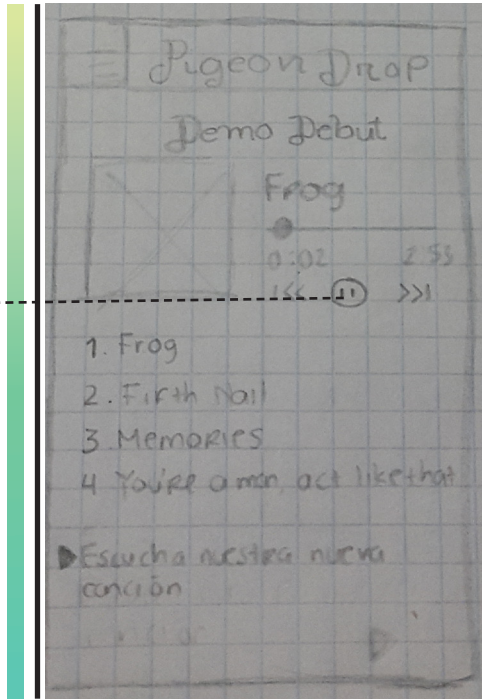 Pigeon Drop
Demo Debut
Frog
0:02 2:53
1. Frog
2. Firth Nail
3. Memories
4 You're a man, act like that
Escucha nuestra nueva
canción